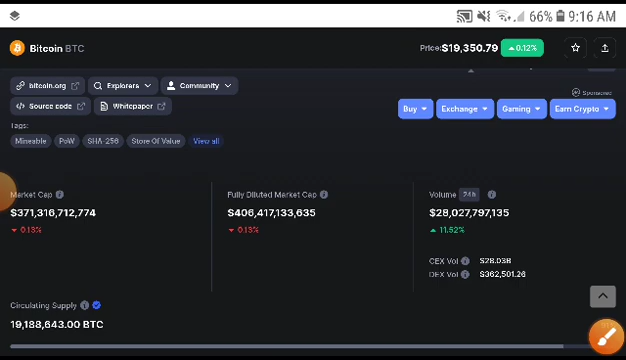 66% 9:16 AM
Bitcoin BTC Price: $19,350.79 0.12%
bitcoin.org Explorers Community
Sponsored
Source code Whitepaper Buy Exchange Gaming Earn Crypto
Tags:
Mineable PoW SHA-256 Store Of Value View all
Market Cap Fully Diluted Market Cap Volume 24h
$371,316,712,774 $406,417,133,635 $28,027,797,135
0.13% 0.13% 11.52%
CEX Vol $28.03B
DEX Vol $362,501.26
Circulating Supply
19,188,643.00 BTC